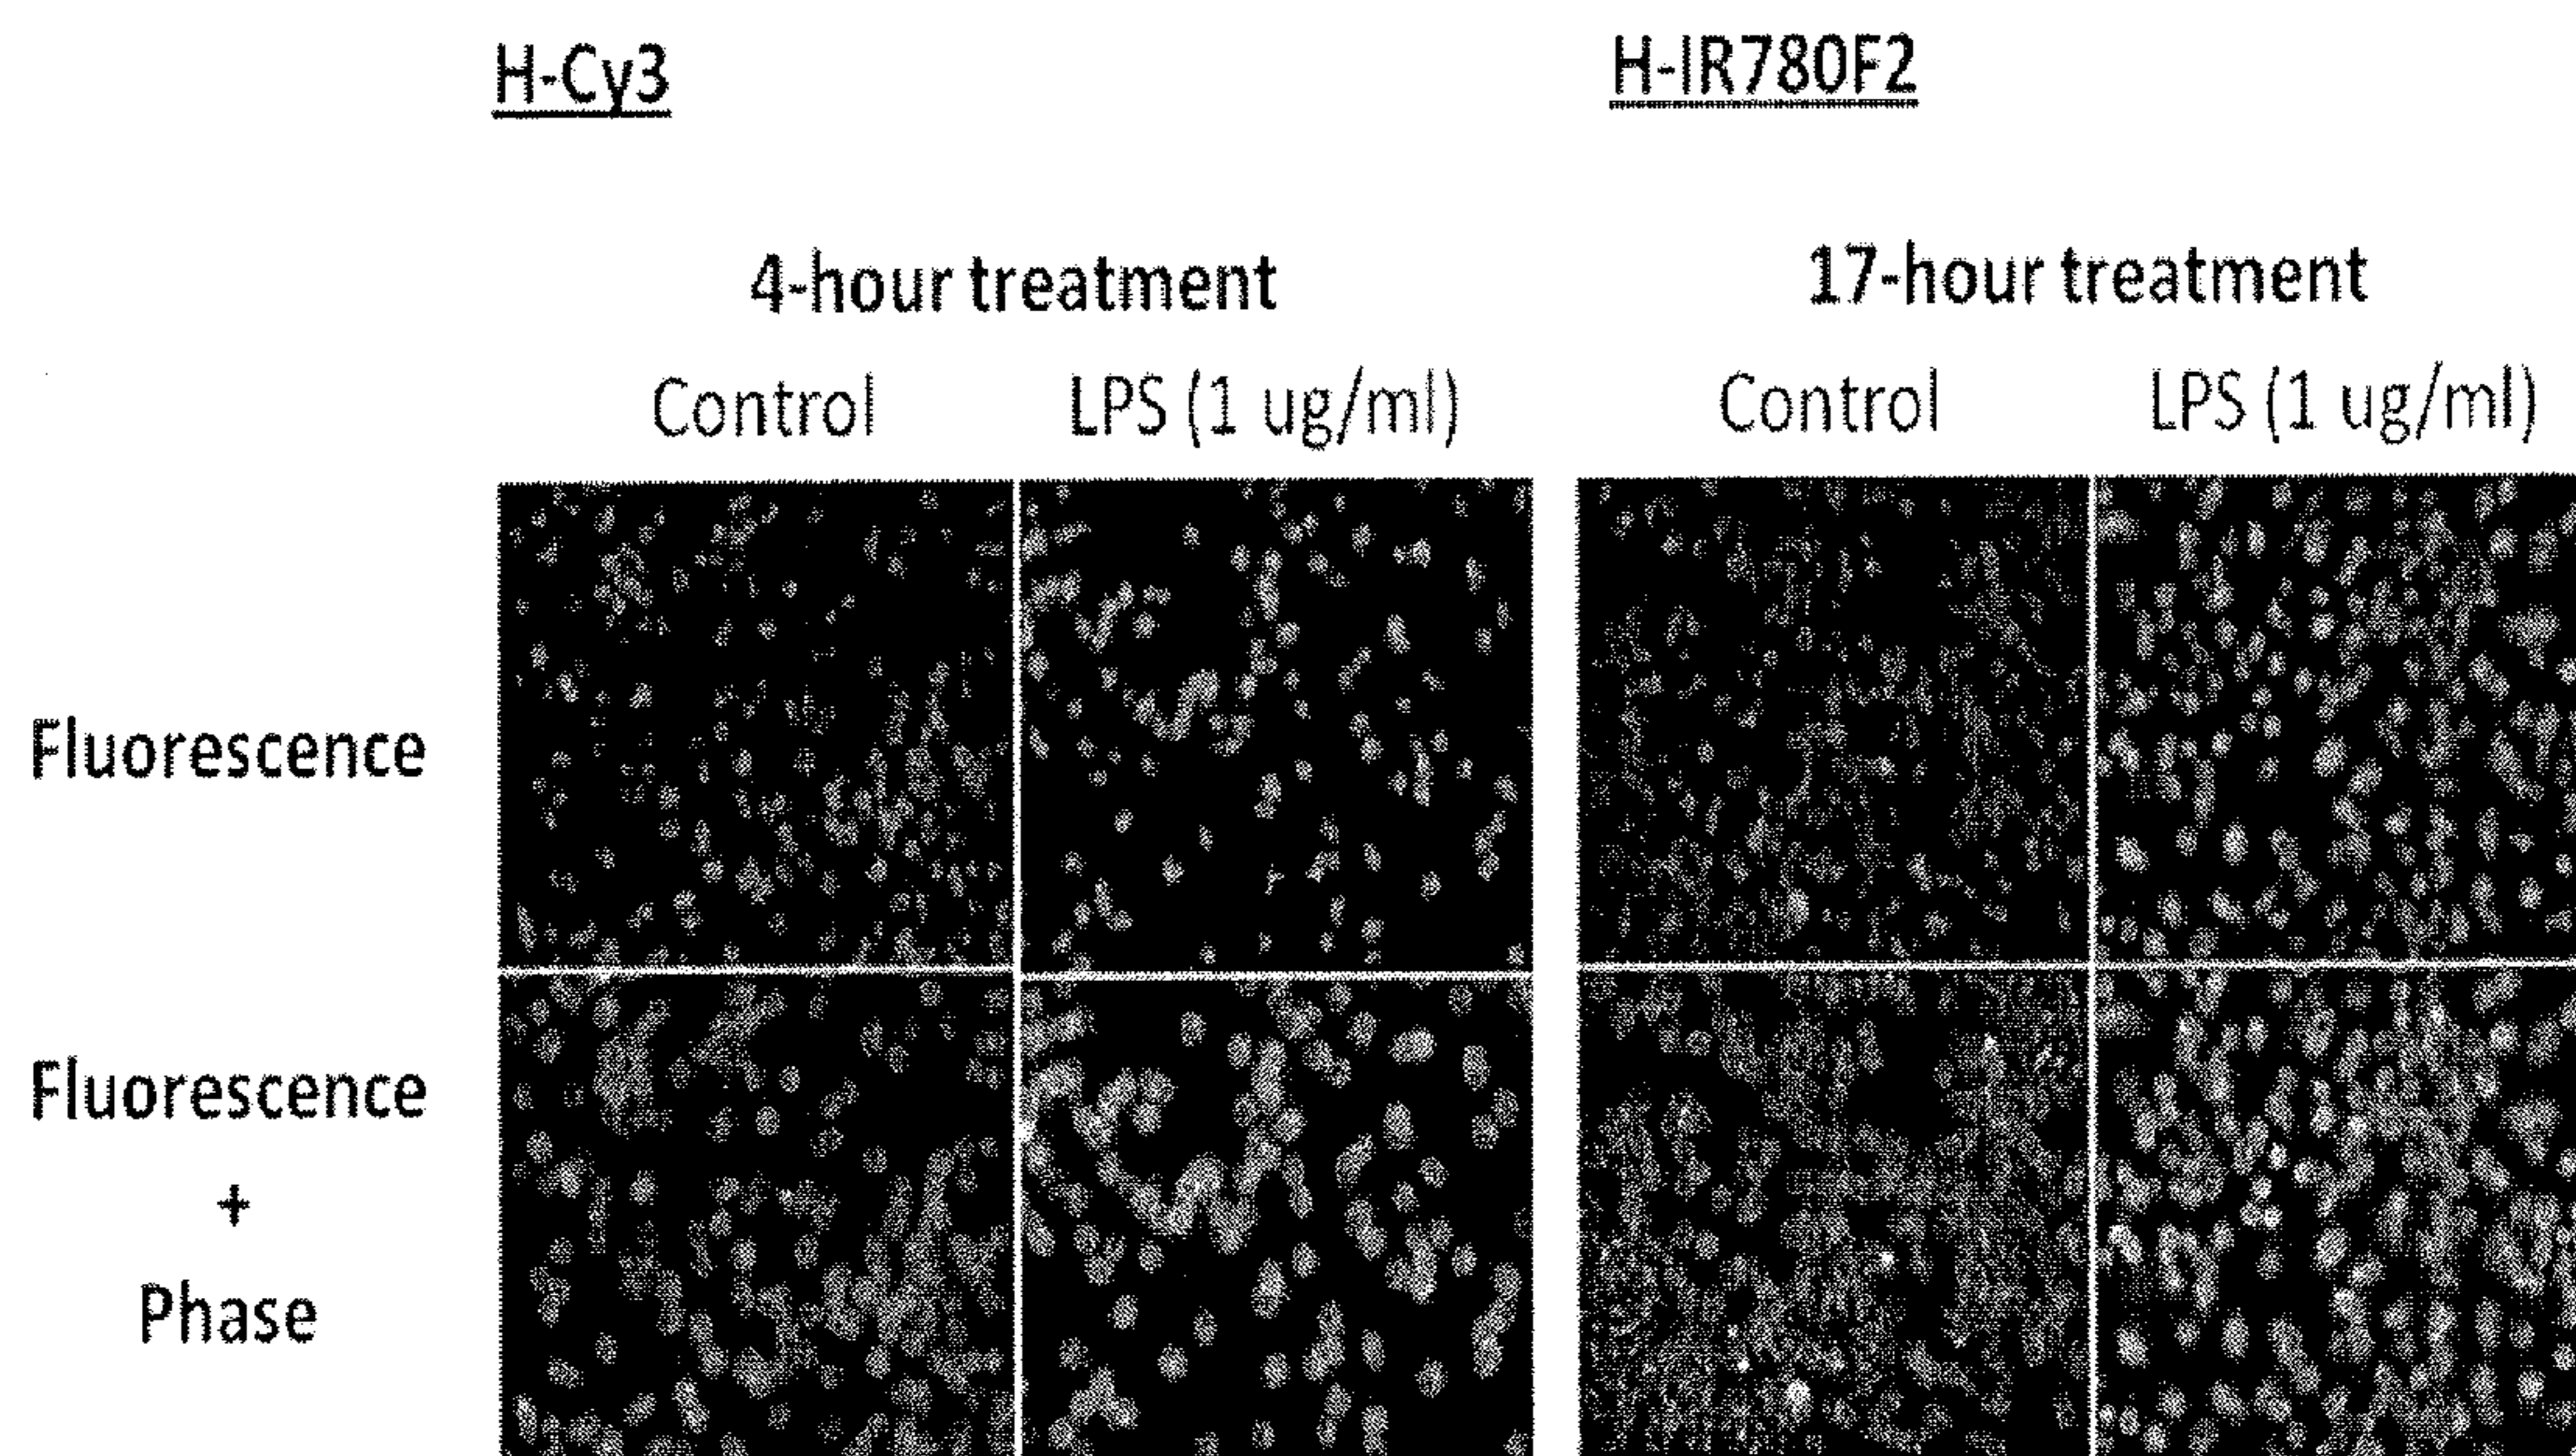 H-Cy3
H-IR780F2
4-hour treatment
17-hour treatment
Control
LPS (1 ug/ml)
Control
LPS (1 ug/ml)
Fluorescence
Fluorescence
+
Phase